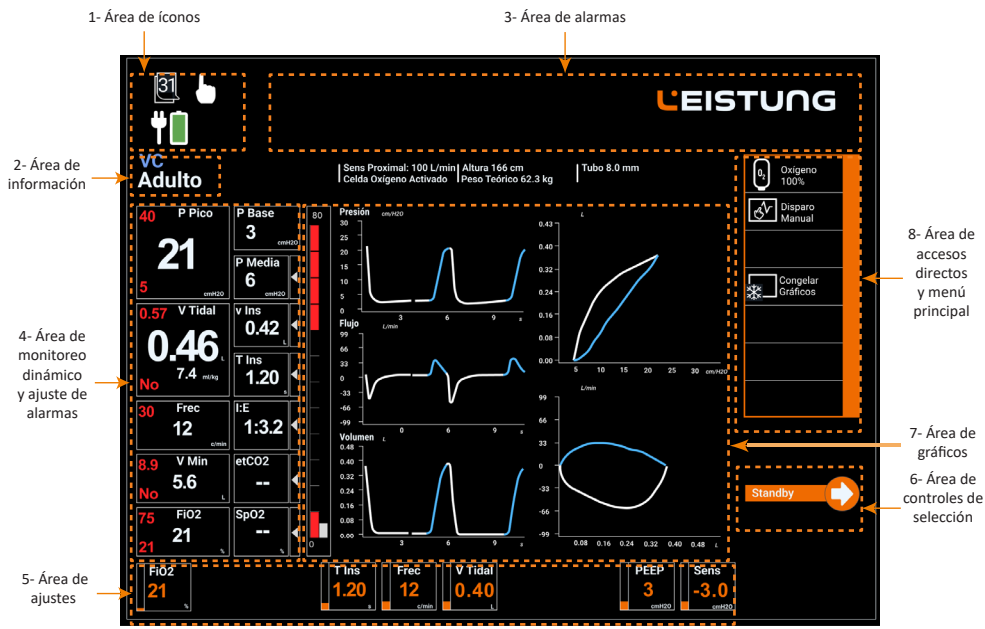 1- Área de íconos
3- Área de alarmas
31
LEISTUNG
2- Área de
información
VC
Adulto
Sens Proximal: 100 L/min
Celda Oxígeno Activado
Altura 166 cm
Peso Teórico 62.3 kg
Tubo 8.0 mm
O2
Oxígeno
100%
Disparo
Manual
Congelar
Gráficos
8- Área de
accesos
directos
y menú
principal
4- Área de
monitoreo
dinámico
y ajuste de
alarmas
40
P Pico
21
5
cmH2O
P Base
3
cmH2O
P Media
6
cmH2O
0.57
V Tidal
0.46
L
7.4 ml/kg
No
v Ins
0.42
L
T Ins
1.20
s
30
Frec
12
c/min
I:E
1:3.2
8.9
V Min
5.6
No
L
etCO2
--
75
FiO2
21
21
%
SpO2
--
%
80
0
Presión cm/H2O
30
25
20
15
10
5
0
3 6 9 s
Flujo
L/min
99
66
33
0
-33
-66
-99
0 6 9 s
Volumen L
0.48
0.40
0.32
0.24
0.16
0.08
0.00
3 6 9 s
L
0.43
0.40
0.32
0.24
0.16
0.08
0.00
5 10 15 20 25 30 cm/H2O
L/min
99
66
33
0
-33
-66
-99
0.08 0.16 0.24 0.32 0.40 0.48 L
7- Área de
gráficos
Standby
6- Área de
controles de
selección
5- Área de
ajustes
FiO2
21
%
T Ins
1.20
s
Frec
12
c/min
V Tidal
0.40
L
PEEP
3
cmH2O
Sens
-3.0
cmH2O